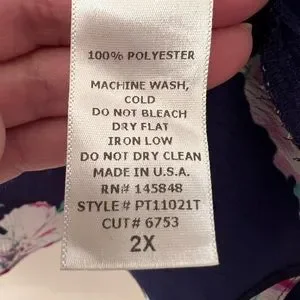 100% POLYESTER
MACHINE WASH,
COLD
DO NOT BLEACH
DRY FLAT
IRON LOW
DO NOT DRY CLEAN
MADE IN U.S.A.
RN# 145848
STYLE# PT11021T
CUT# 6753
2X